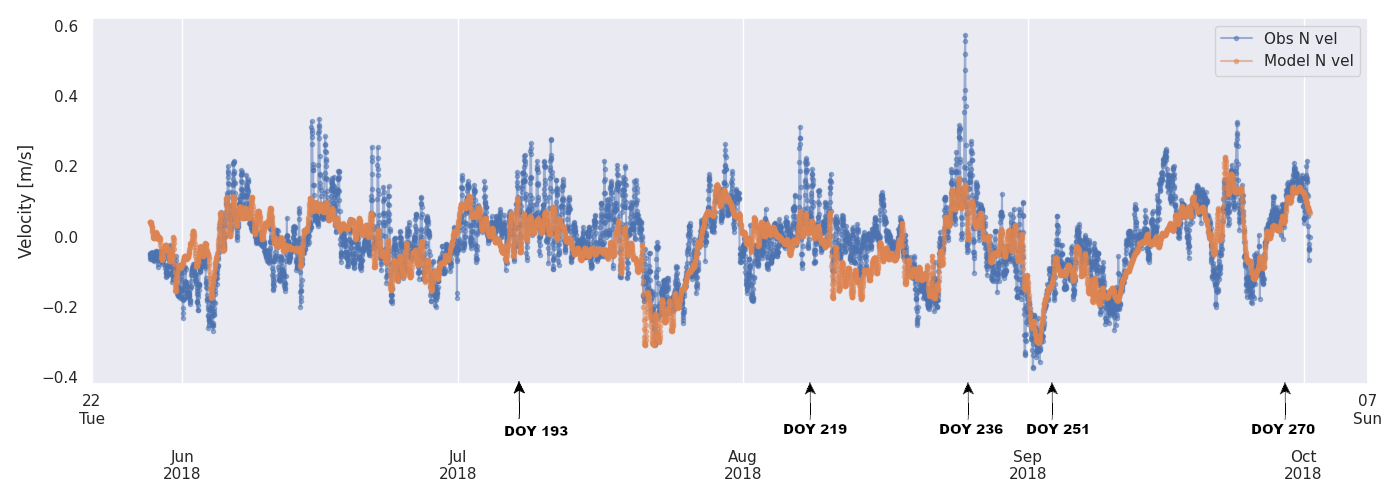 0.6
0.4
0.2
0.0
−0.2
−0.4
Velocity [m/s]
Obs N vel
Model N vel
22
Tue
07
Sun
DOY 193
DOY 219
DOY 236
DOY 251
DOY 270
Jun
2018
Jul
2018
Aug
2018
Sep
2018
Oct
2018